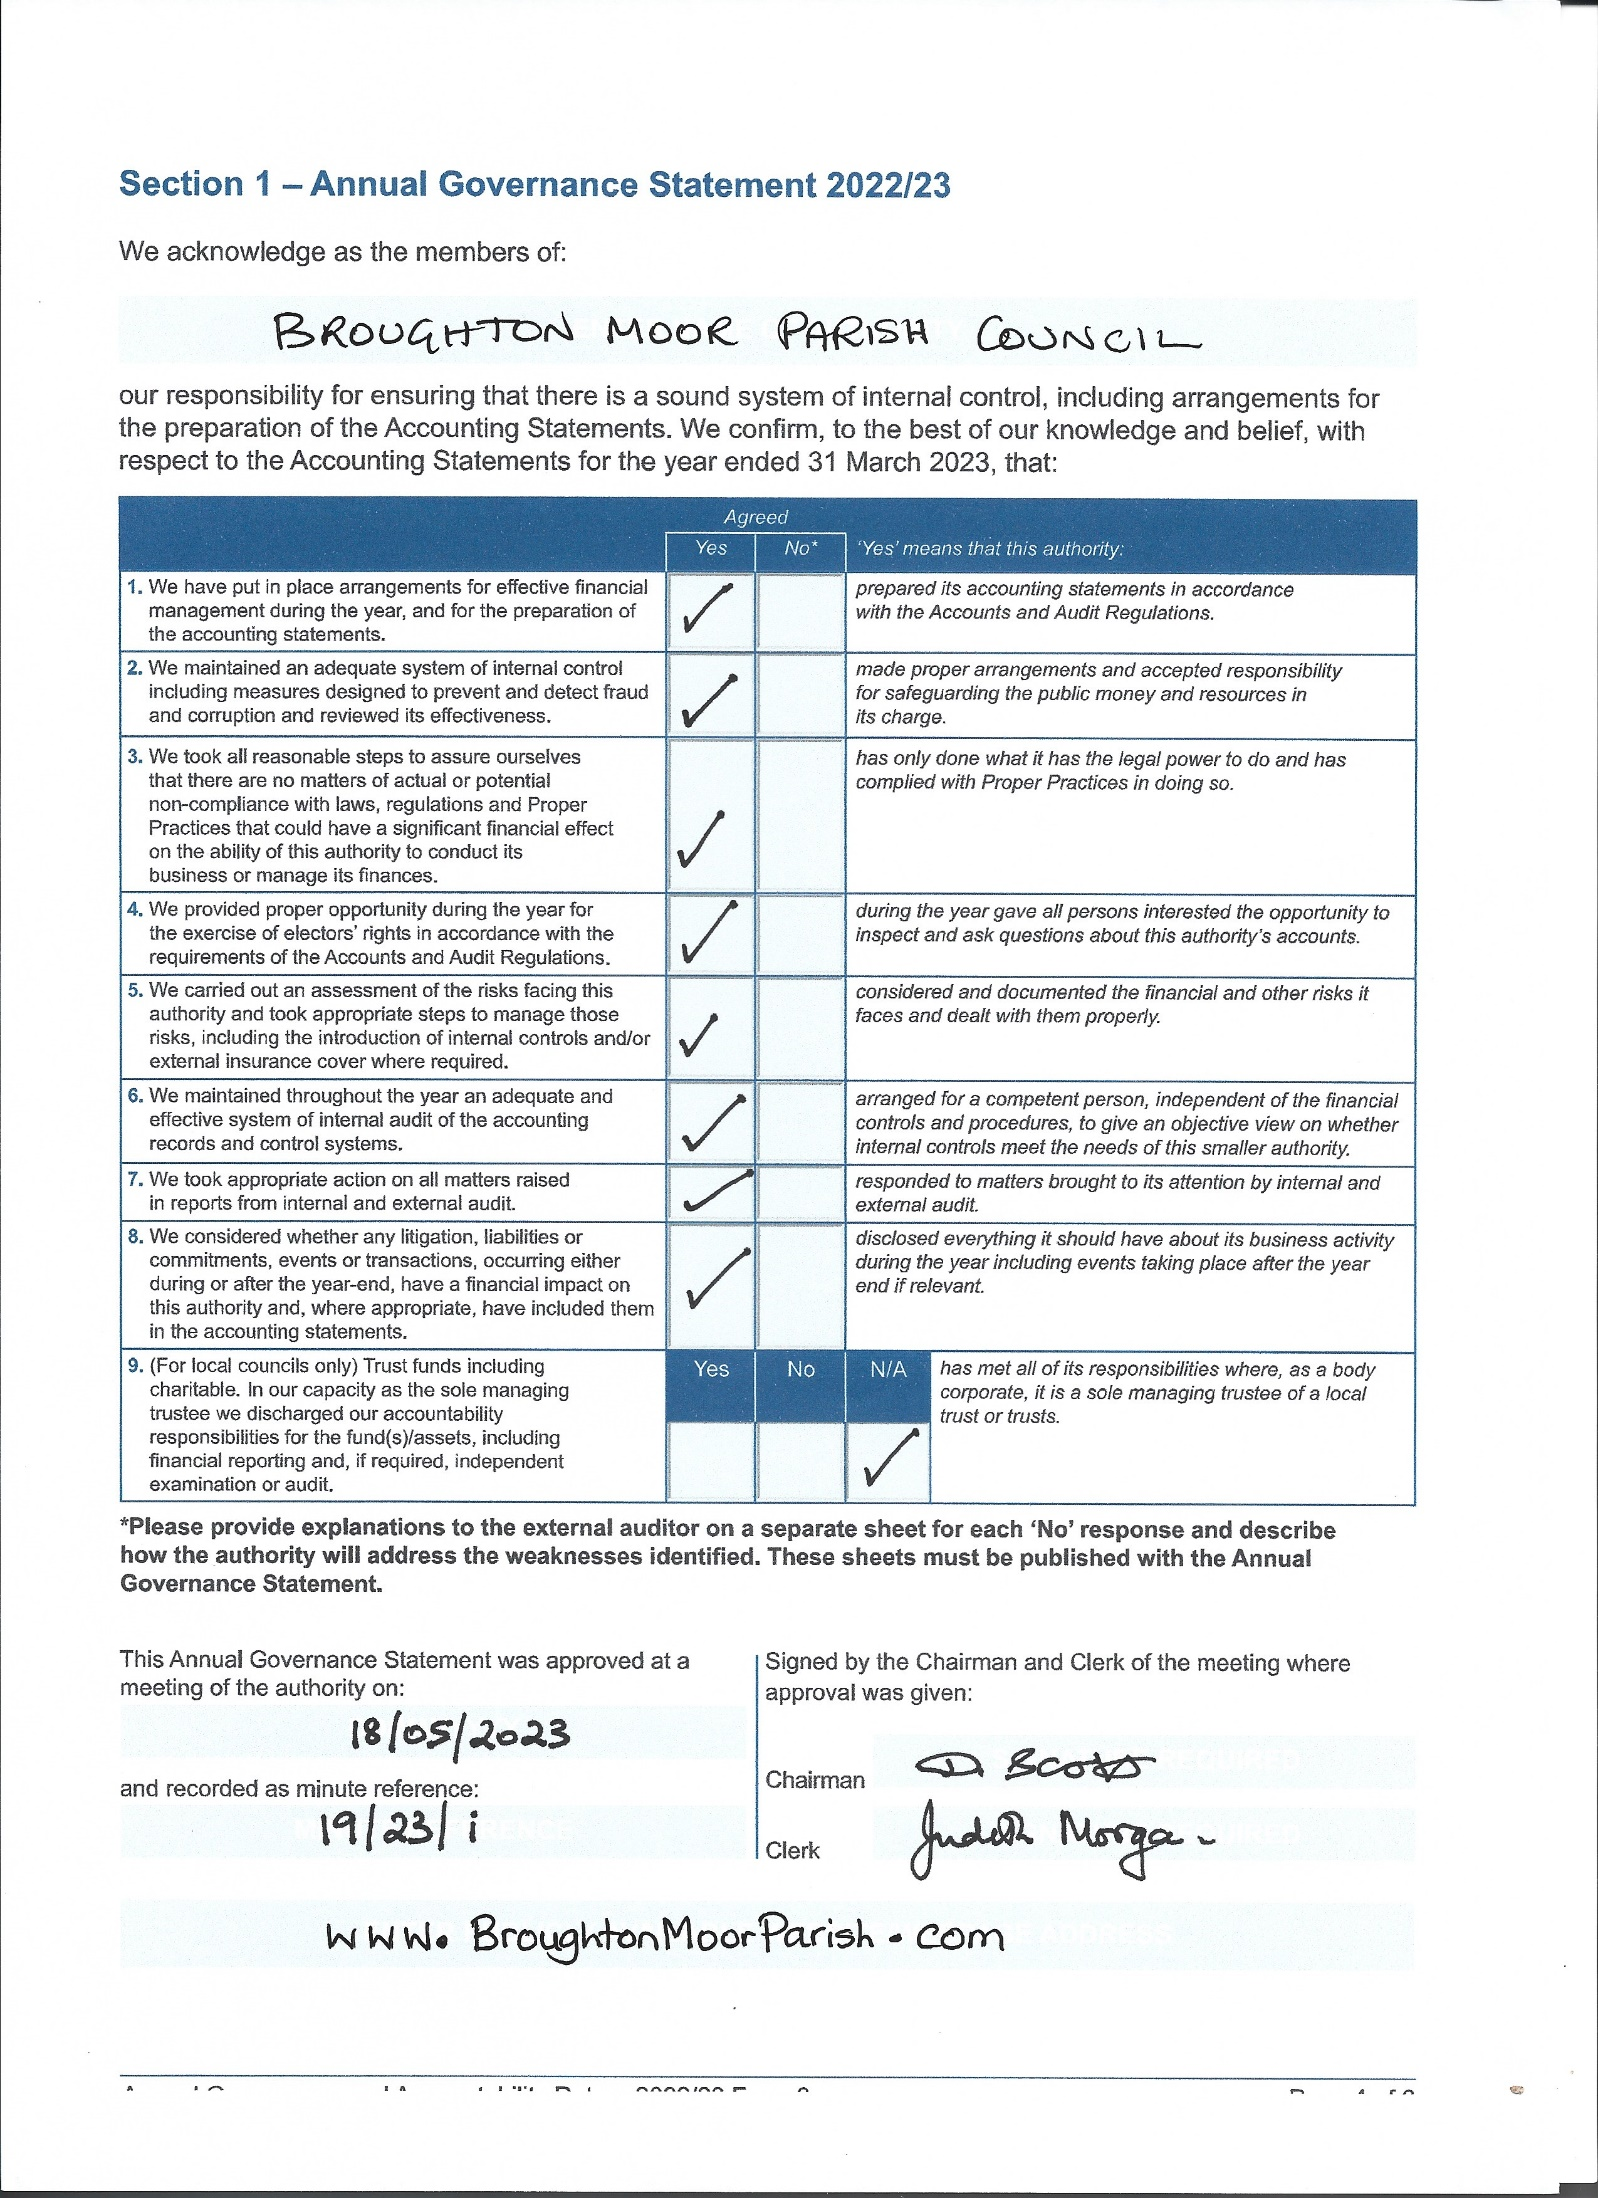 Section 1 – Annual Governance Statement 2022/23
We acknowledge as the members of:
BROUGHTON MOOR PARISH COUNCIL
our responsibility for ensuring that there is a sound system of internal control, including arrangements for
the preparation of the Accounting Statements. We confirm, to the best of our knowledge and belief, with
respect to the Accounting Statements for the year ended 31 March 2023, that:
Agreed
Yes No* 'Yes' means that this authority:
1. We have put in place arrangements for effective financial
management during the year, and for the preparation of
the accounting statements.
prepared its accounting statements in accordance
with the Accounts and Audit Regulations.
2. We maintained an adequate system of internal control
including measures designed to prevent and detect fraud
and corruption and reviewed its effectiveness.
made proper arrangements and accepted responsibility
for safeguarding the public money and resources in
its charge.
3. We took all reasonable steps to assure ourselves
that there are no matters of actual or potential
non-compliance with laws, regulations and Proper
Practices that could have a significant financial effect
on the ability of this authority to conduct its
business or manage its finances.
has only done what it has the legal power to do and has
complied with Proper Practices in doing so.
4. We provided proper opportunity during the year for
the exercise of electors' rights in accordance with the
requirements of the Accounts and Audit Regulations.
during the year gave all persons interested the opportunity to
inspect and ask questions about this authority's accounts.
5. We carried out an assessment of the risks facing this
authority and took appropriate steps to manage those
risks, including the introduction of internal controls and/or
external insurance cover where required.
considered and documented the financial and other risks it
faces and dealt with them properly.
6. We maintained throughout the year an adequate and
effective system of internal audit of the accounting
records and control systems.
arranged for a competent person, independent of the financial
controls and procedures, to give an objective view on whether
internal controls meet the needs of this smaller authority.
7. We took appropriate action on all matters raised
in reports from internal and external audit.
responded to matters brought to its attention by internal and
external audit.
8. We considered whether any litigation, liabilities or
commitments, events or transactions, occurring either
during or after the year-end, have a financial impact on
this authority and, where appropriate, have included them
in the accounting statements.
disclosed everything it should have about its business activity
during the year including events taking place after the year
end if relevant.
9. (For local councils only) Trust funds including
charitable. In our capacity as the sole managing
trustee we discharged our accountability
responsibilities for the fund(s)/assets, including
financial reporting and, if required, independent
examination or audit.
Yes No N/A
has met all of its responsibilities where, as a body
corporate, it is a sole managing trustee of a local
trust or trusts.
*Please provide explanations to the external auditor on a separate sheet for each 'No' response and describe
how the authority will address the weaknesses identified. These sheets must be published with the Annual
Governance Statement.
This Annual Governance Statement was approved at a
meeting of the authority on:
18/05/2023
and recorded as minute reference:
19/23/i
Signed by the Chairman and Clerk of the meeting where
approval was given:
Chairman D Scott
Clerk Judith Morgan
www.BroughtonMoorParish.com